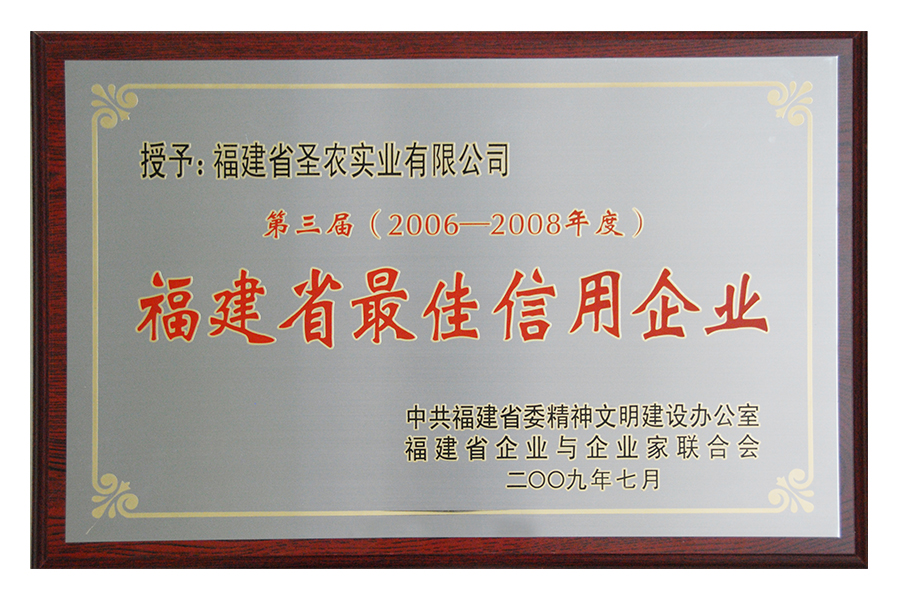 授予：福建省圣农实业有限公司
第三届（2006—2008年度）
福建省最佳信用企业
中共福建省委精神文明建设办公室
福建省企业与企业家联合会
二〇〇九年七月